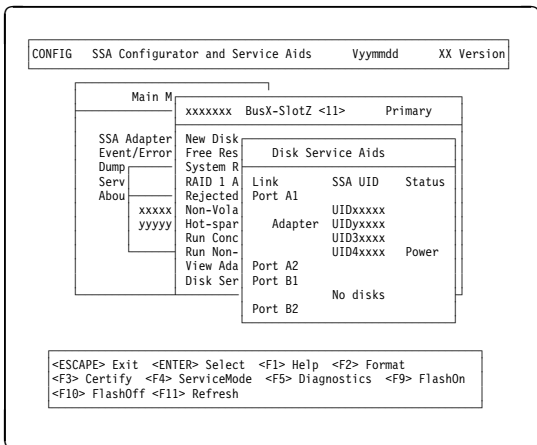 CONFIG SSA Configurator and Service Aids Vyymmdd XX Version
Main M
xxxxxxx BusX-SlotZ <11> Primary
SSA Adapter
Event/Error
Dump
Serv
Abou
xxxxx
yyyyy
New Disk
Free Res
System R
RAID 1 A
Rejected
Non-Vola
Hot-spar
Run Conc
Run Non-
View Ada
Disk Ser
Disk Service Aids
Link SSA UID Status
Port A1
UIDxxxxx
Adapter UIDyxxxx
UID3xxxx
UID4xxxx Power
Port A2
Port B1
No disks
Port B2
<ESCAPE> Exit <ENTER> Select <F1> Help <F2> Format
<F3> Certify <F4> ServiceMode <F5> Diagnostics <F9> FlashOn
<F10> FlashOff <F11> Refresh